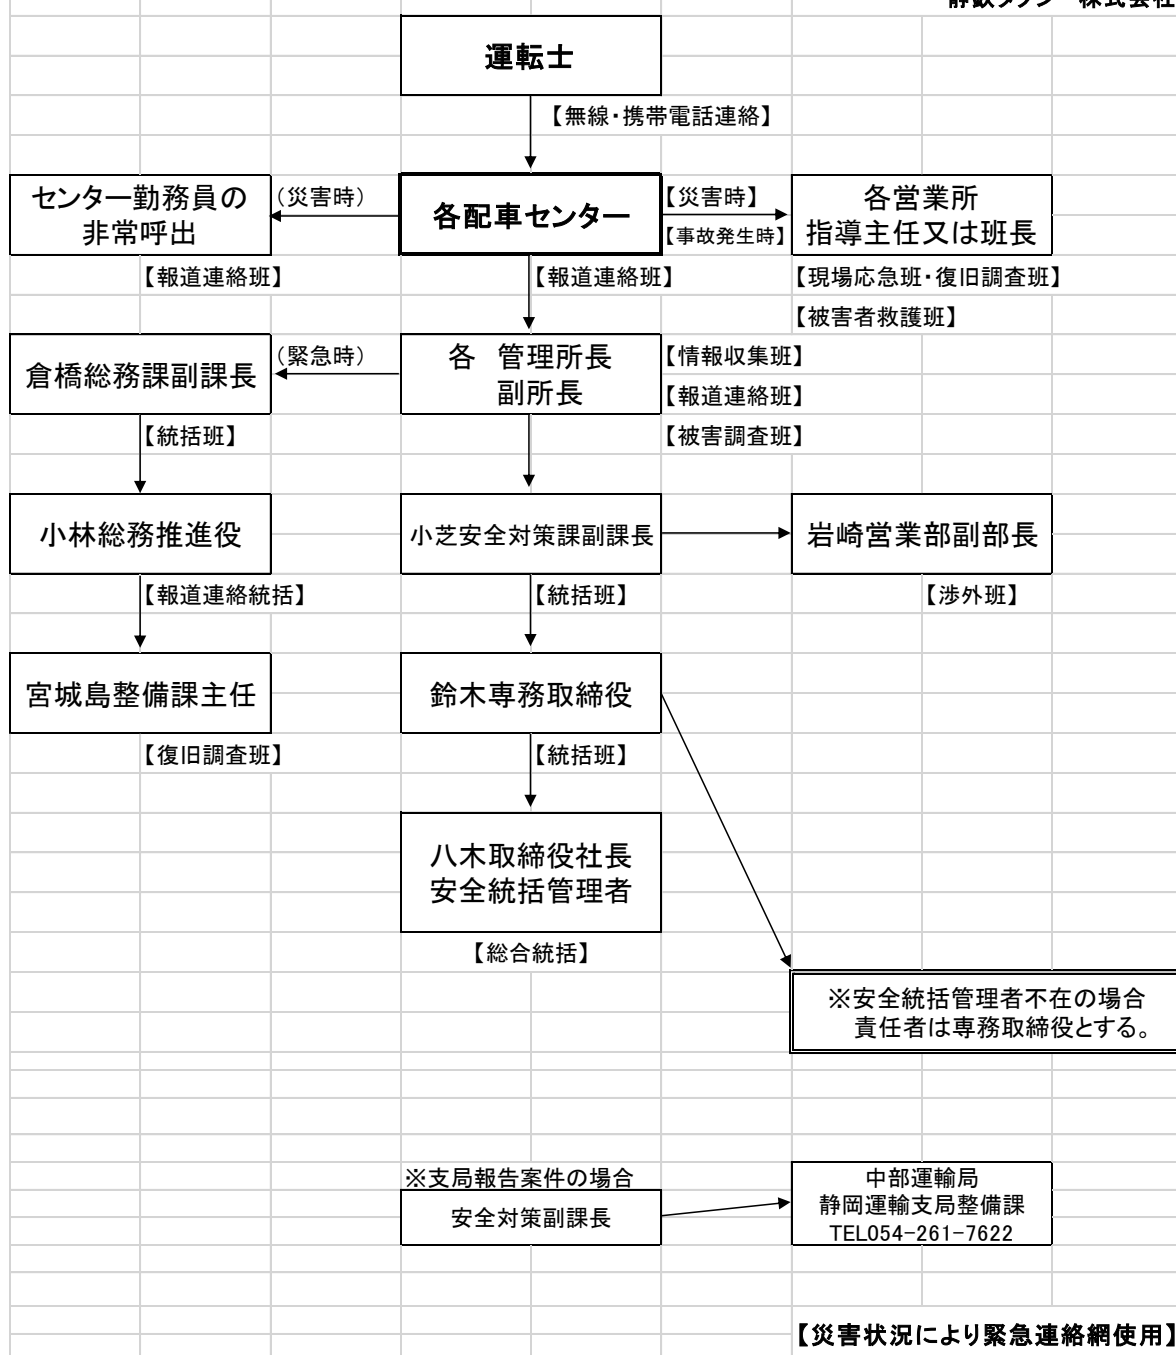 運転士
【無線・携帯電話連絡】
センター勤務員の
非常呼出
（災害時）
各配車センター
【災害時】
【事故発生時】
各営業所
指導主任又は班長
【報道連絡班】
【報道連絡班】
【現場応急班・復旧調査班】
【被害者救護班】
倉橋総務課副課長
（緊急時）
各　管理所長
副所長
【情報収集班】
【報道連絡班】
【被害調査班】
【統括班】
小林総務推進役
小芝安全対策課副課長
岩崎営業部副部長
【報道連絡統括】
【統括班】
【渉外班】
宮城島整備課主任
鈴木専務取締役
【復旧調査班】
【統括班】
八木取締役社長
安全統括管理者
【総合統括】
※安全統括管理者不在の場合
責任者は専務取締役とする。
※支局報告案件の場合
安全対策副課長
中部運輸局
静岡運輸支局整備課
TEL054-261-7622
【災害状況により緊急連絡網使用】